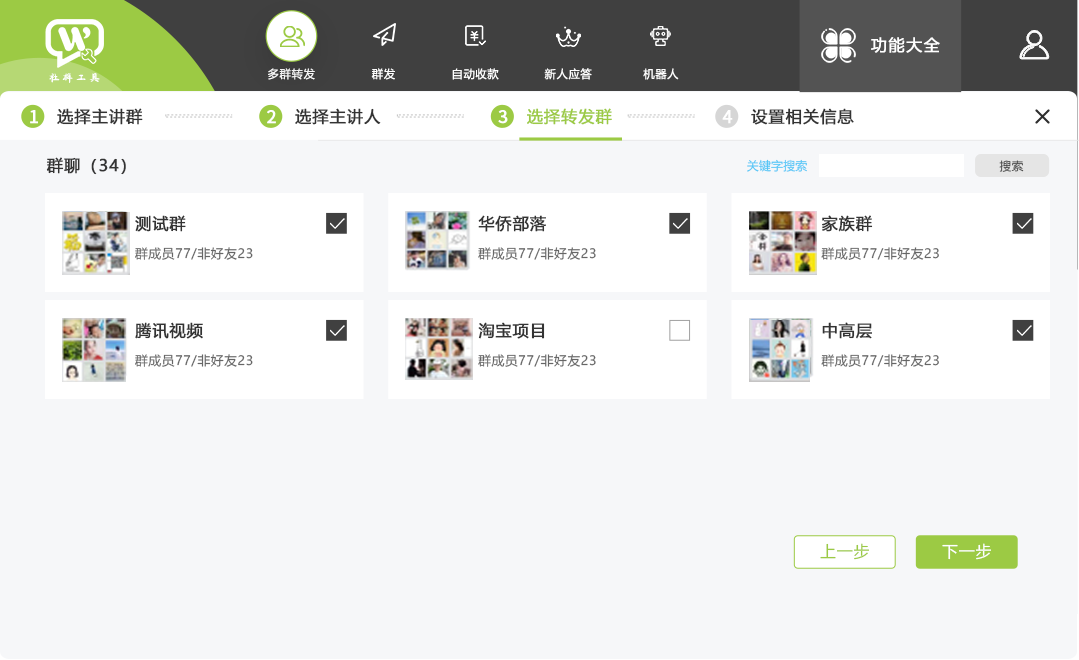 W
社群工具
多群转发
群发
自动收款
新人应答
机器人
功能大全
1 选择主讲群
2 选择主讲人
3 选择转发群
4 设置相关信息
群聊（34）
关键字搜索
搜索
测试群
群成员77/非好友23
华侨部落
群成员77/非好友23
家族群
群成员77/非好友23
腾讯视频
群成员77/非好友23
淘宝项目
群成员77/非好友23
中高层
群成员77/非好友23
上一步
下一步